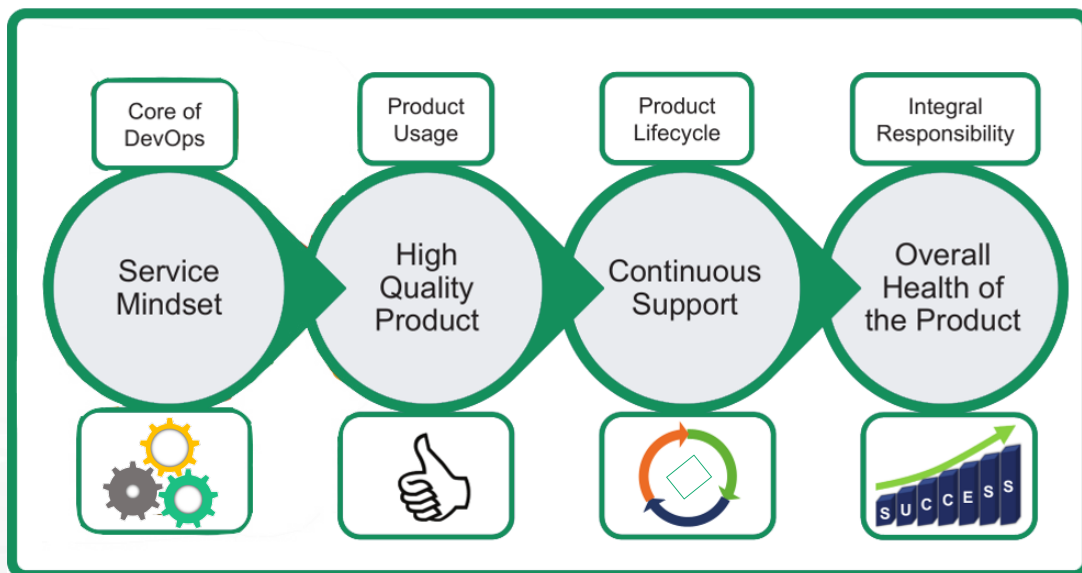 Core of
DevOps
Product
Usage
Product
Lifecycle
Integral
Responsibility
Service
Mindset
High
Quality
Product
Continuous
Support
Overall
Health of
the Product
SUCCESS